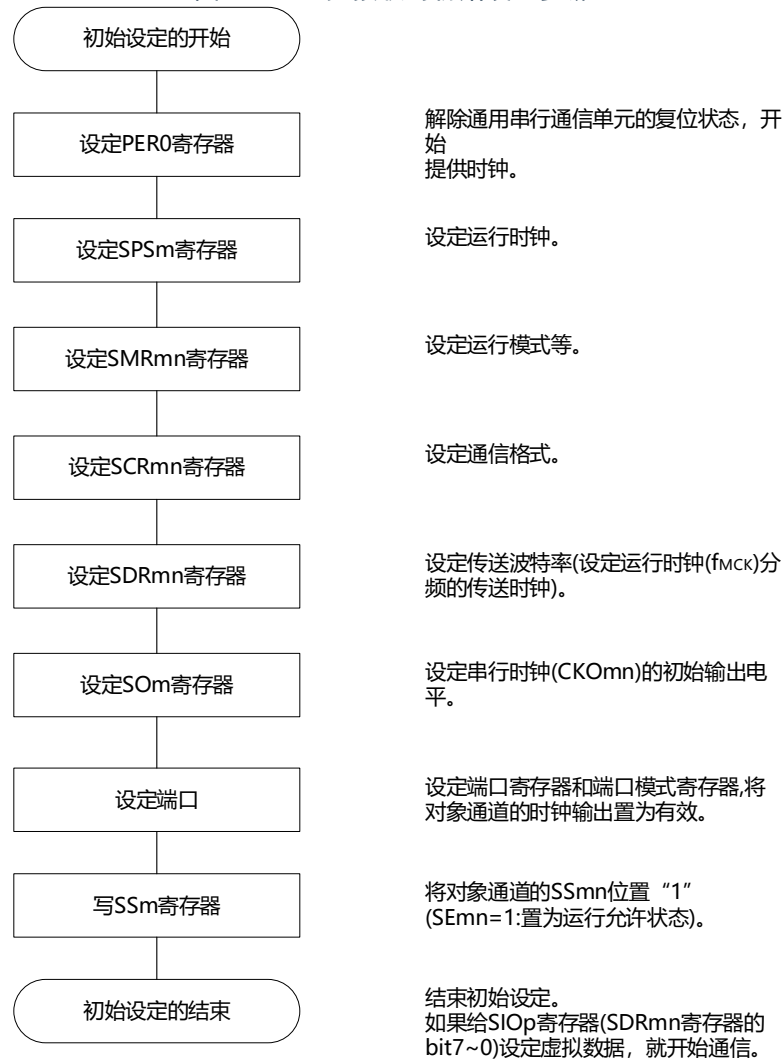 初始设定的开始
设定PER0寄存器
解除通用串行通信单元的复位状态，开
始
提供时钟。
设定SPSm寄存器
设定运行时钟。
设定SMRmn寄存器
设定运行模式等。
设定SCRmn寄存器
设定通信格式。
设定SDRmn寄存器
设定传送波特率(设定运行时钟(fMCK)分
频的传送时钟)。
设定SOm寄存器
设定串行时钟(CKOmn)的初始输出电
平。
设定端口
设定端口寄存器和端口模式寄存器,将
对象通道的时钟输出置为有效。
写SSm寄存器
将对象通道的SSmn位置“1”
(SEmn=1:置为运行允许状态)。
初始设定的结束
结束初始设定。
如果给SIOp寄存器(SDRmn寄存器的
bit7~0)设定虚拟数据，就开始通信。